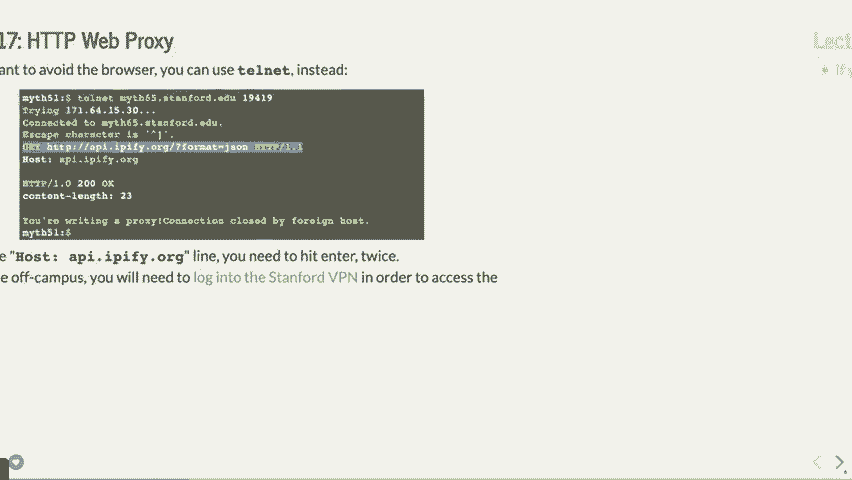 17: HTTP Web Proxy
Lect
ant to avoid the browser, you can use telnet, instead:
myth51:$ telnet myth65.stanford.edu 19419
Trying 171.64.15.30...
Connected to myth65.stanford.edu.
Escape character is '^]'.
GET http://api.ipify.org/?format=json HTTP/1.1
Host: api.ipify.org
HTTP/1.0 200 OK
content-length: 23
You're writing a proxy!Connection closed by foreign host.
myth51:$
e "Host: api.ipify.org" line, you need to hit enter, twice.
e off-campus, you will need to log into the Stanford VPN in order to access the